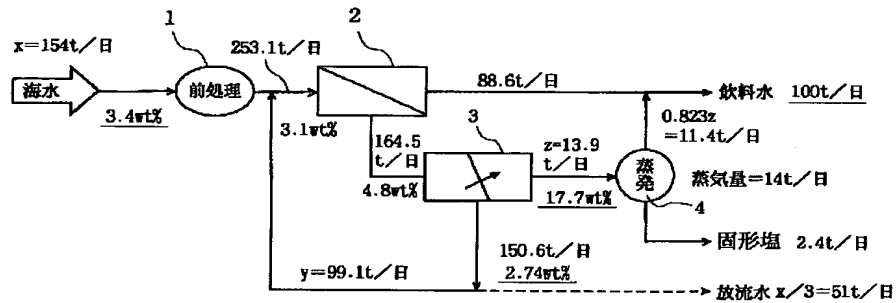 x=154t/日
海水
3.4wt%
1
前処理
253.1t/日
3.1wt%
2
88.6t/日
飲料水 100t/日
164.5
t/日
4.8wt%
3
z=13.9
t/日
17.7wt%
0.823z
=11.4t/日
蒸発
4
蒸気量=14t/日
固形塩 2.4t/日
150.6t/日
2.74wt%
y=99.1t/日
放流水 x/3=51t/日